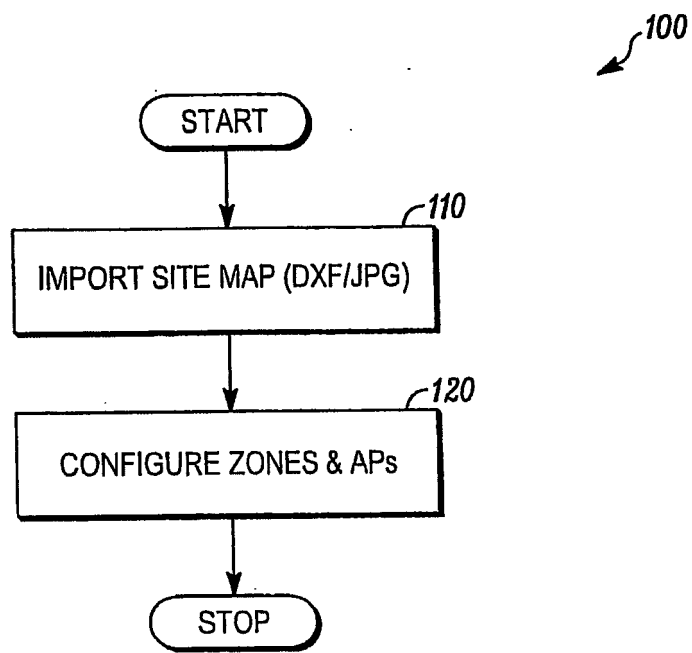 100
START
110
IMPORT SITE MAP (DXF/JPG)
120
CONFIGURE ZONES & APs
STOP